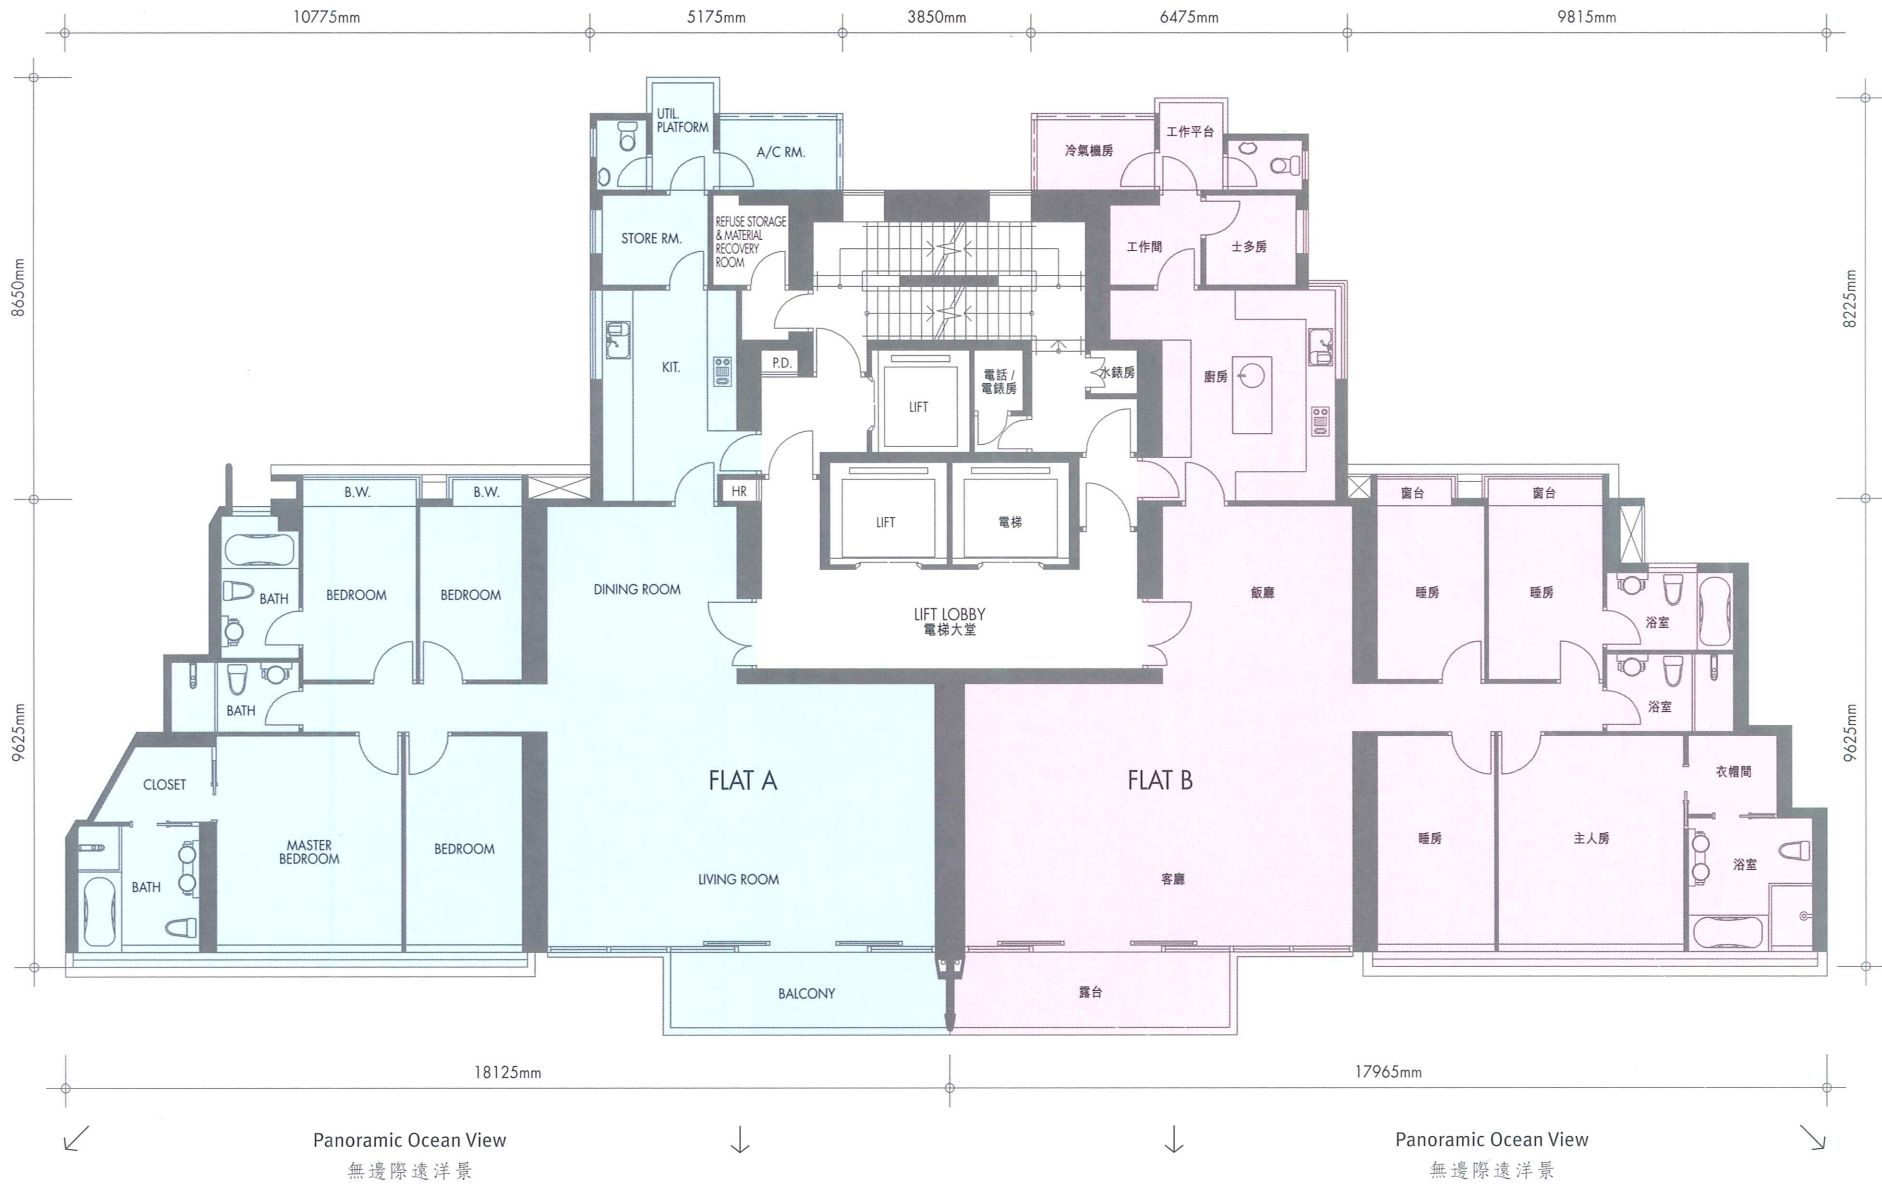 10775mm
5175mm
3850mm
6475mm
9815mm
UTIL.
PLATFORM
A/C RM.
冷氣機房
工作平台
STORE RM.
REFUSE STORAGE
& MATERIAL
RECOVERY
ROOM
工作間
士多房
8650mm
8225mm
KIT.
P.D.
LIFT
電話 /
電錶房
水錶房
廚房
B.W.
B.W.
HR
LIFT
電梯
窗台
窗台
BATH
BEDROOM
BEDROOM
DINING ROOM
LIFT LOBBY
電梯大堂
飯廳
睡房
睡房
浴室
BATH
浴室
9625mm
9625mm
CLOSET
FLAT A
FLAT B
衣帽間
MASTER
BEDROOM
BEDROOM
睡房
主人房
BATH
LIVING ROOM
客廳
浴室
BALCONY
露台
18125mm
17965mm
Panoramic Ocean View
無邊際遠洋景
Panoramic Ocean View
無邊際遠洋景